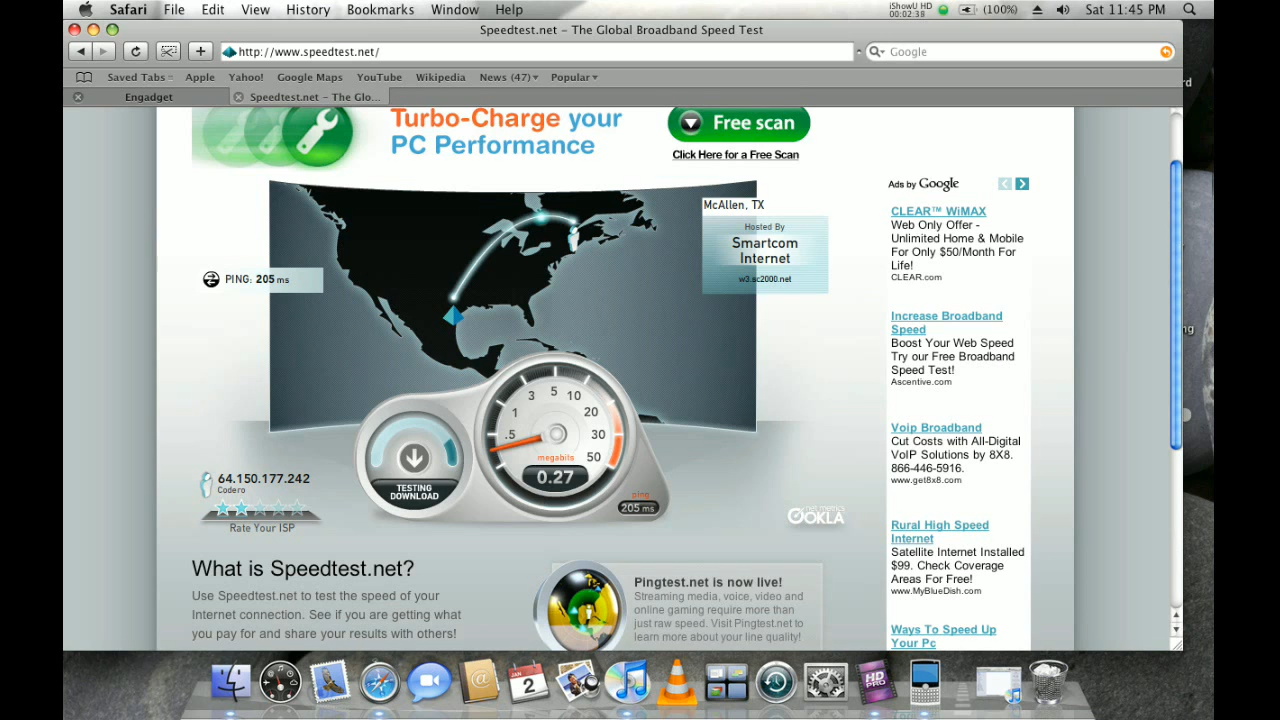 Safari File Edit View History Bookmarks Window Help
iShowU HD
00:02:38
(100%)
Sat 11:45 PM
Speedtest.net – The Global Broadband Speed Test
http://www.speedtest.net/
Google
Saved Tabs Apple Yahoo! Google Maps YouTube Wikipedia News (47) Popular
Engadget
Speedtest.net – The Glo...
Turbo-Charge your
PC Performance
Free scan
Click Here for a Free Scan
McAllen, TX
Hosted By
Smartcom
Internet
w3.sc2000.net
PING: 205 ms
.5
1
3
5
10
20
30
50
megabits
0.27
TESTING
DOWNLOAD
ping
205 ms
64.150.177.242
Codero
Rate Your ISP
OOKLA
What is Speedtest.net?
Use Speedtest.net to test the speed of your
Internet connection. See if you are getting what
you pay for and share your results with others!
Pingtest.net is now live!
Streaming media, voice, video and
online gaming require more than
just raw speed. Visit Pingtest.net to
learn more about your line quality!
Ads by Google
CLEAR™ WiMAX
Web Only Offer -
Unlimited Home & Mobile
For Only $50/Month For
Life!
CLEAR.com
Increase Broadband
Speed
Boost Your Web Speed
Try our Free Broadband
Speed Test!
Ascentive.com
Voip Broadband
Cut Costs with All-Digital
VoIP Solutions by 8X8.
866-446-5916.
www.get8x8.com
Rural High Speed
Internet
Satellite Internet Installed
$99. Check Coverage
Areas For Free!
www.MyBlueDish.com
Ways To Speed Up
Your Pc
JAN
2
HD
PRO